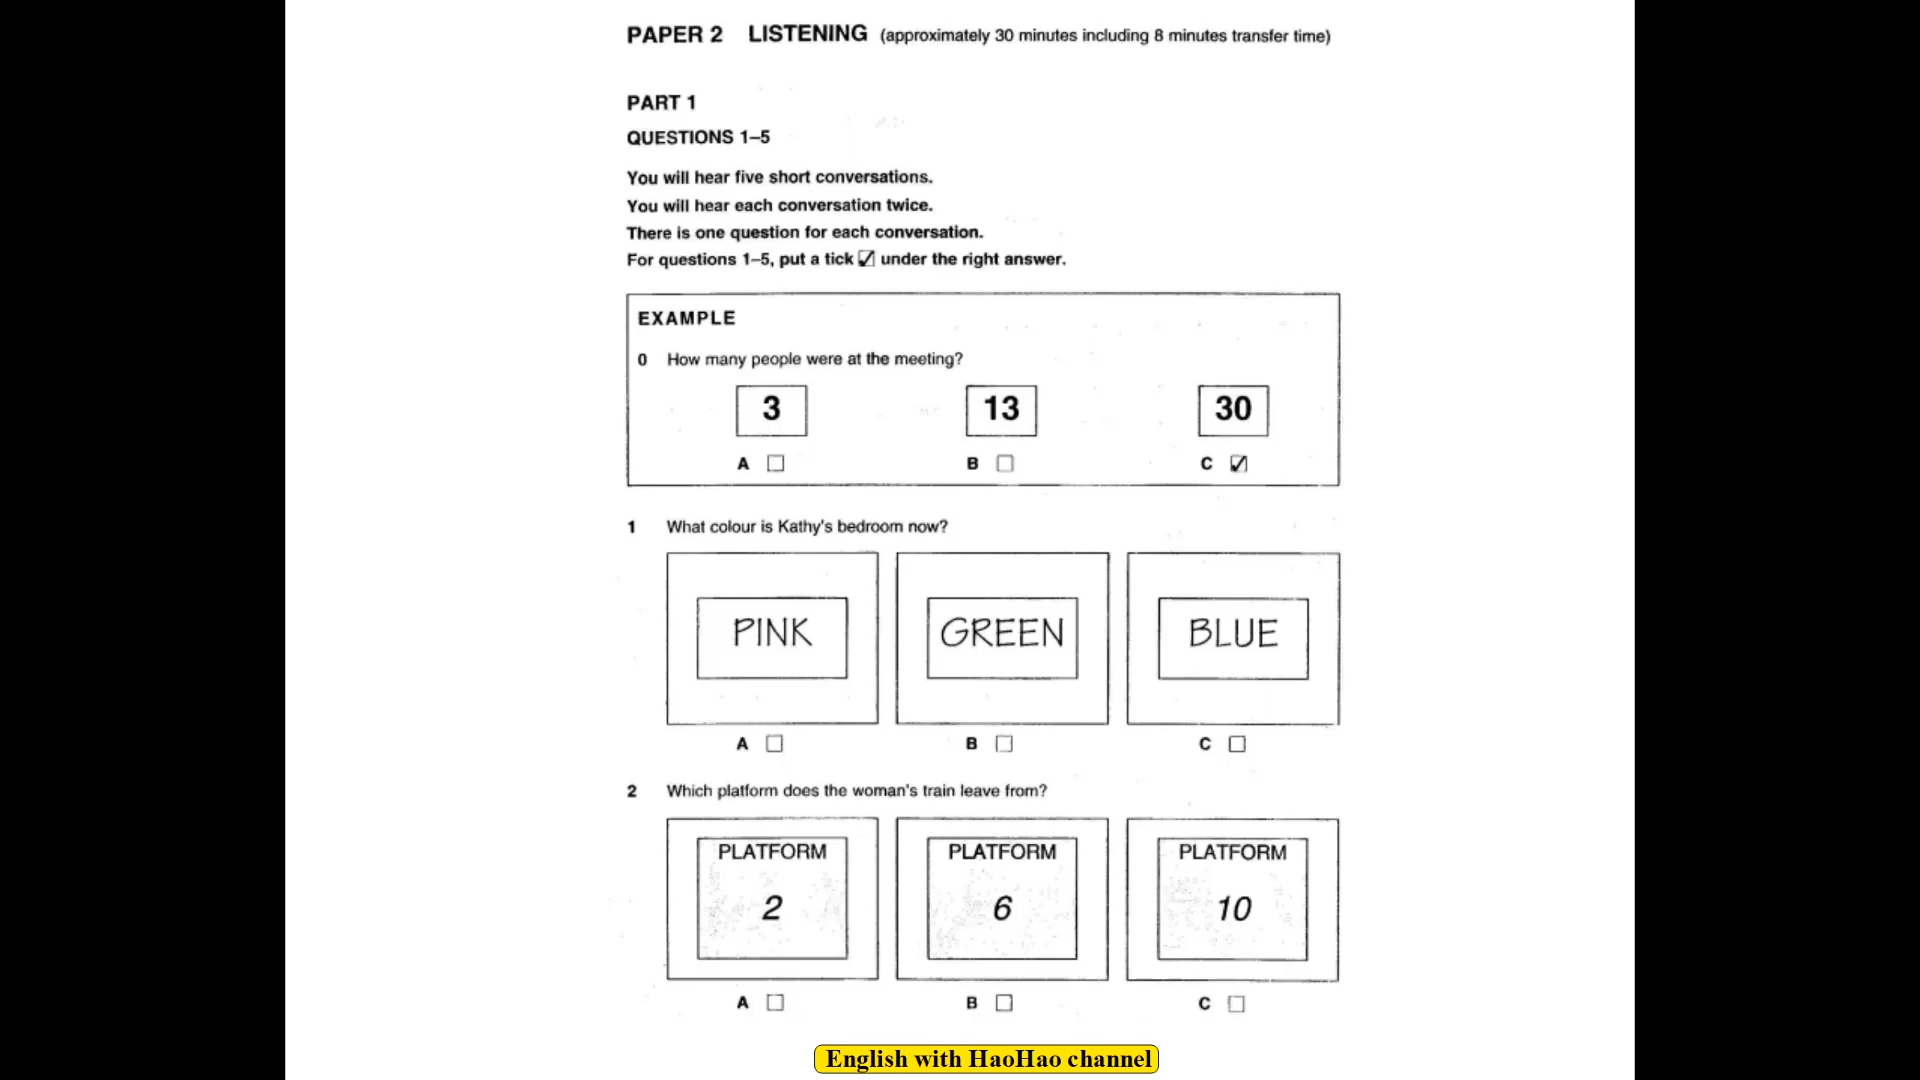 PAPER 2 LISTENING (approximately 30 minutes including 8 minutes transfer time)
PART 1
QUESTIONS 1–5
You will hear five short conversations.
You will hear each conversation twice.
There is one question for each conversation.
For questions 1–5, put a tick ☑ under the right answer.
EXAMPLE
0 How many people were at the meeting?
3 13 30
A ☐ B ☐ C ☑
1 What colour is Kathy's bedroom now?
PINK GREEN BLUE
A ☐ B ☐ C ☐
2 Which platform does the woman's train leave from?
PLATFORM PLATFORM PLATFORM
2 6 10
A ☐ B ☐ C ☐
English with HaoHao channel